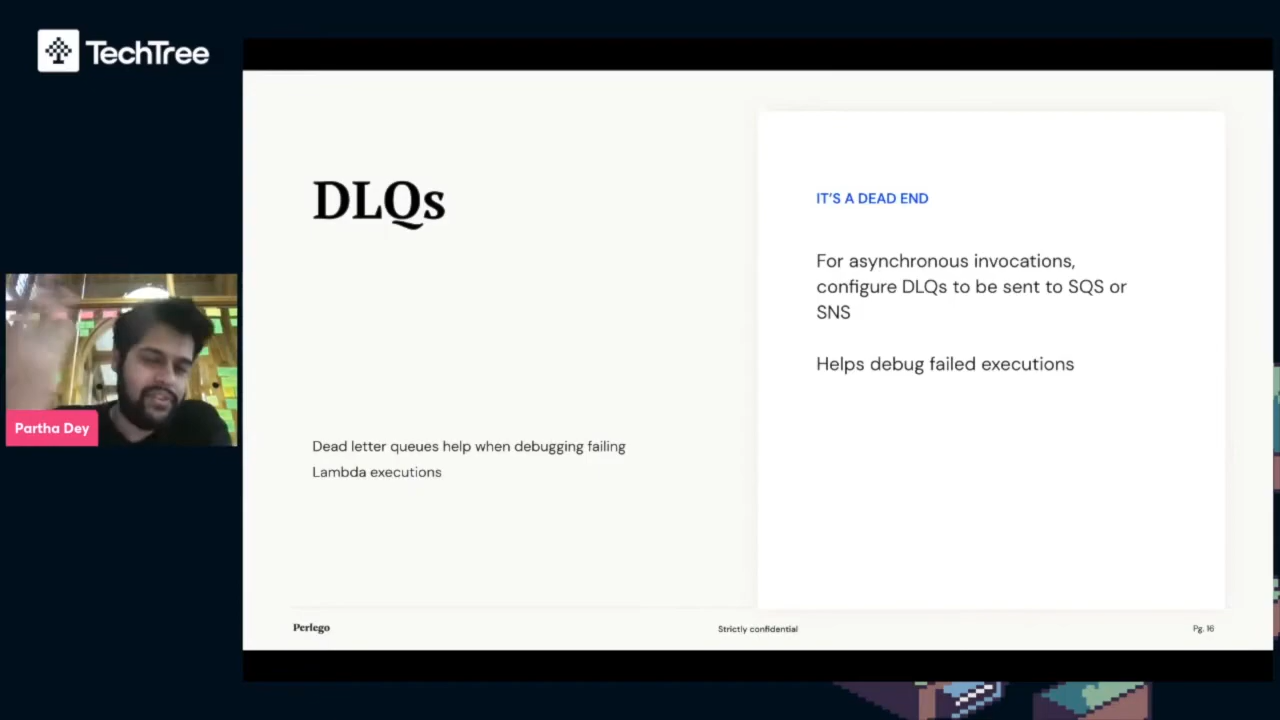 TechTree
DLQs
IT'S A DEAD END
For asynchronous invocations,
configure DLQs to be sent to SQS or
SNS
Helps debug failed executions
Partha Dey
Dead letter queues help when debugging failing
Lambda executions
Perlego
Strictly confidential
Pg. 16